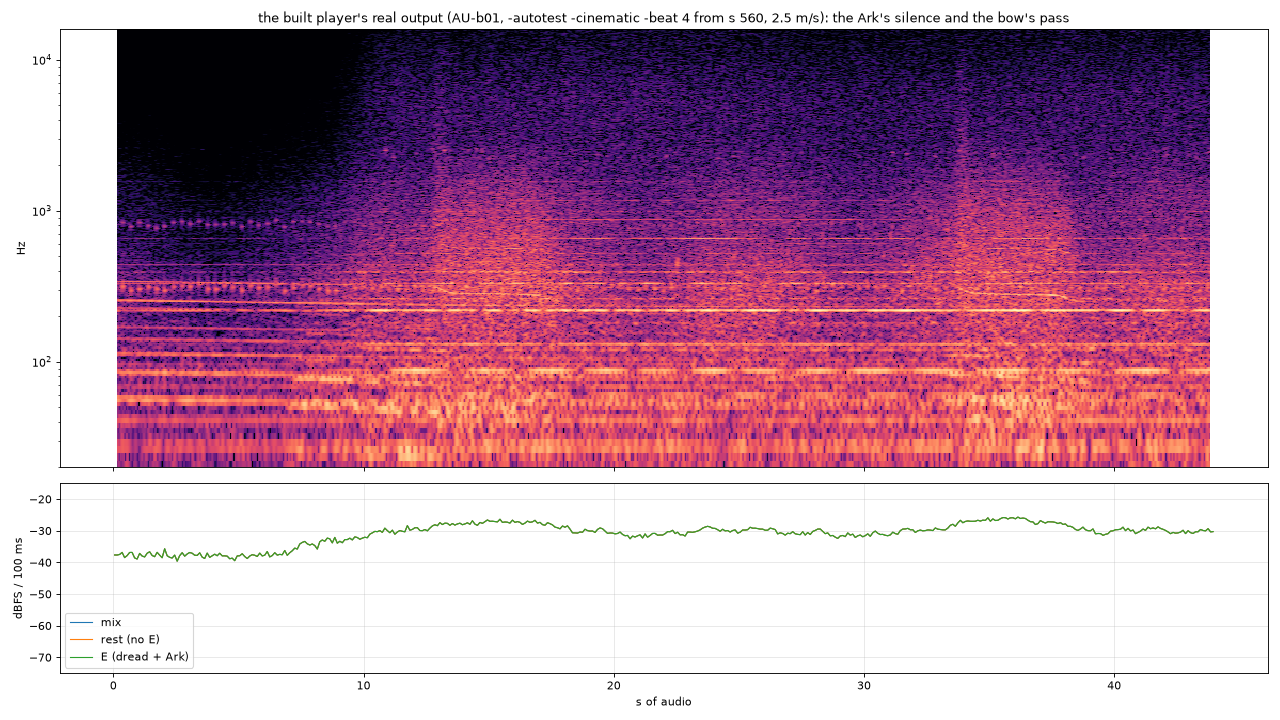 the built player's real output (AU-b01, -autotest -cinematic -beat 4 from s 560, 2.5 m/s): the Ark's silence and the bow's pass
10⁴
10³
10²
Hz
−20
−30
−40
−50
−60
−70
dBFS / 100 ms
mix
rest (no E)
E (dread + Ark)
0
10
20
30
40
s of audio